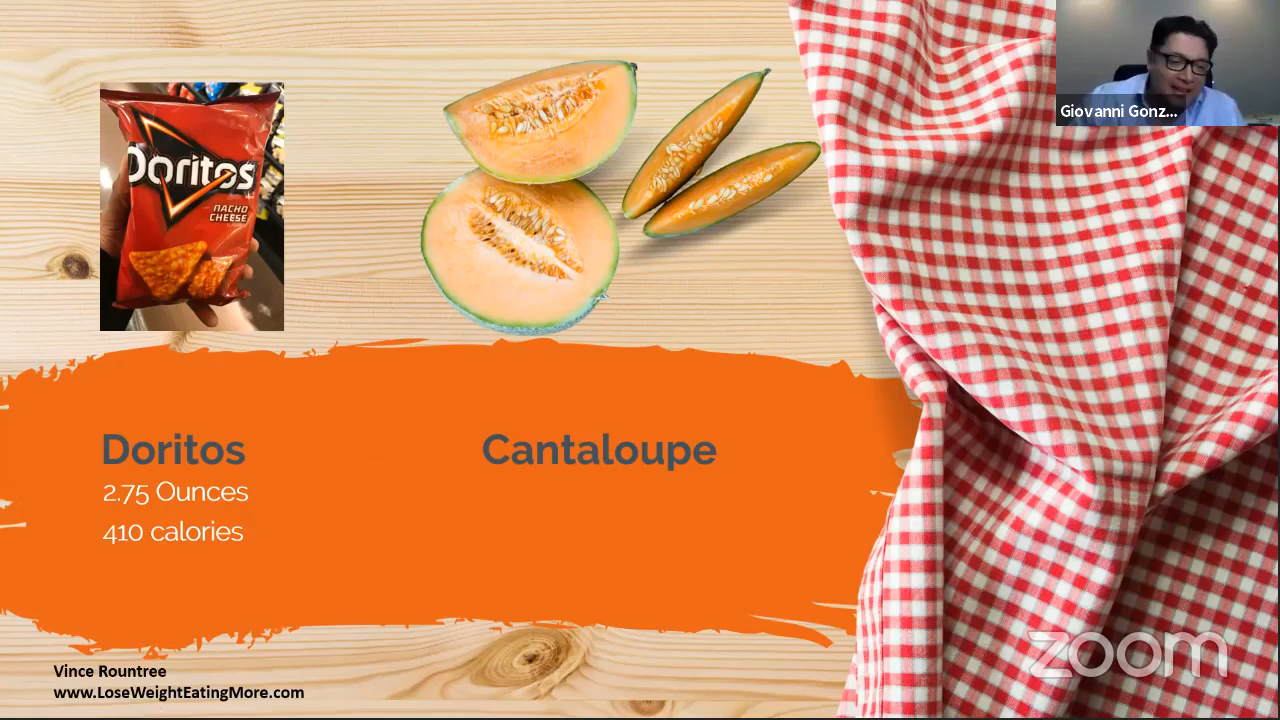 Giovanni Gonz...
Doritos
NACHO
CHEESE
Doritos
2.75 Ounces
410 calories
Cantaloupe
Vince Rountree
www.LoseWeightEatingMore.com
zoom